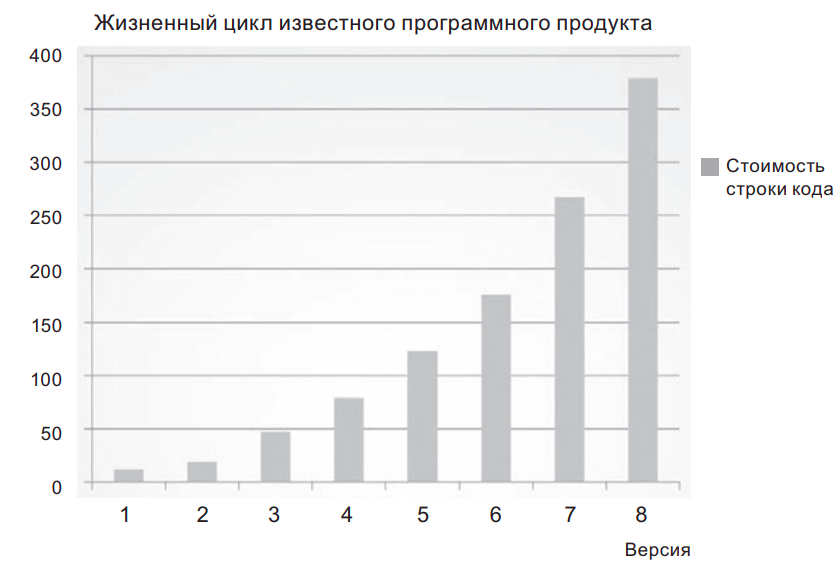 Жизненный цикл известного программного продукта
400
350
300
250
200
150
100
50
0
1 2 3 4 5 6 7 8
Версия
Стоимость
строки кода